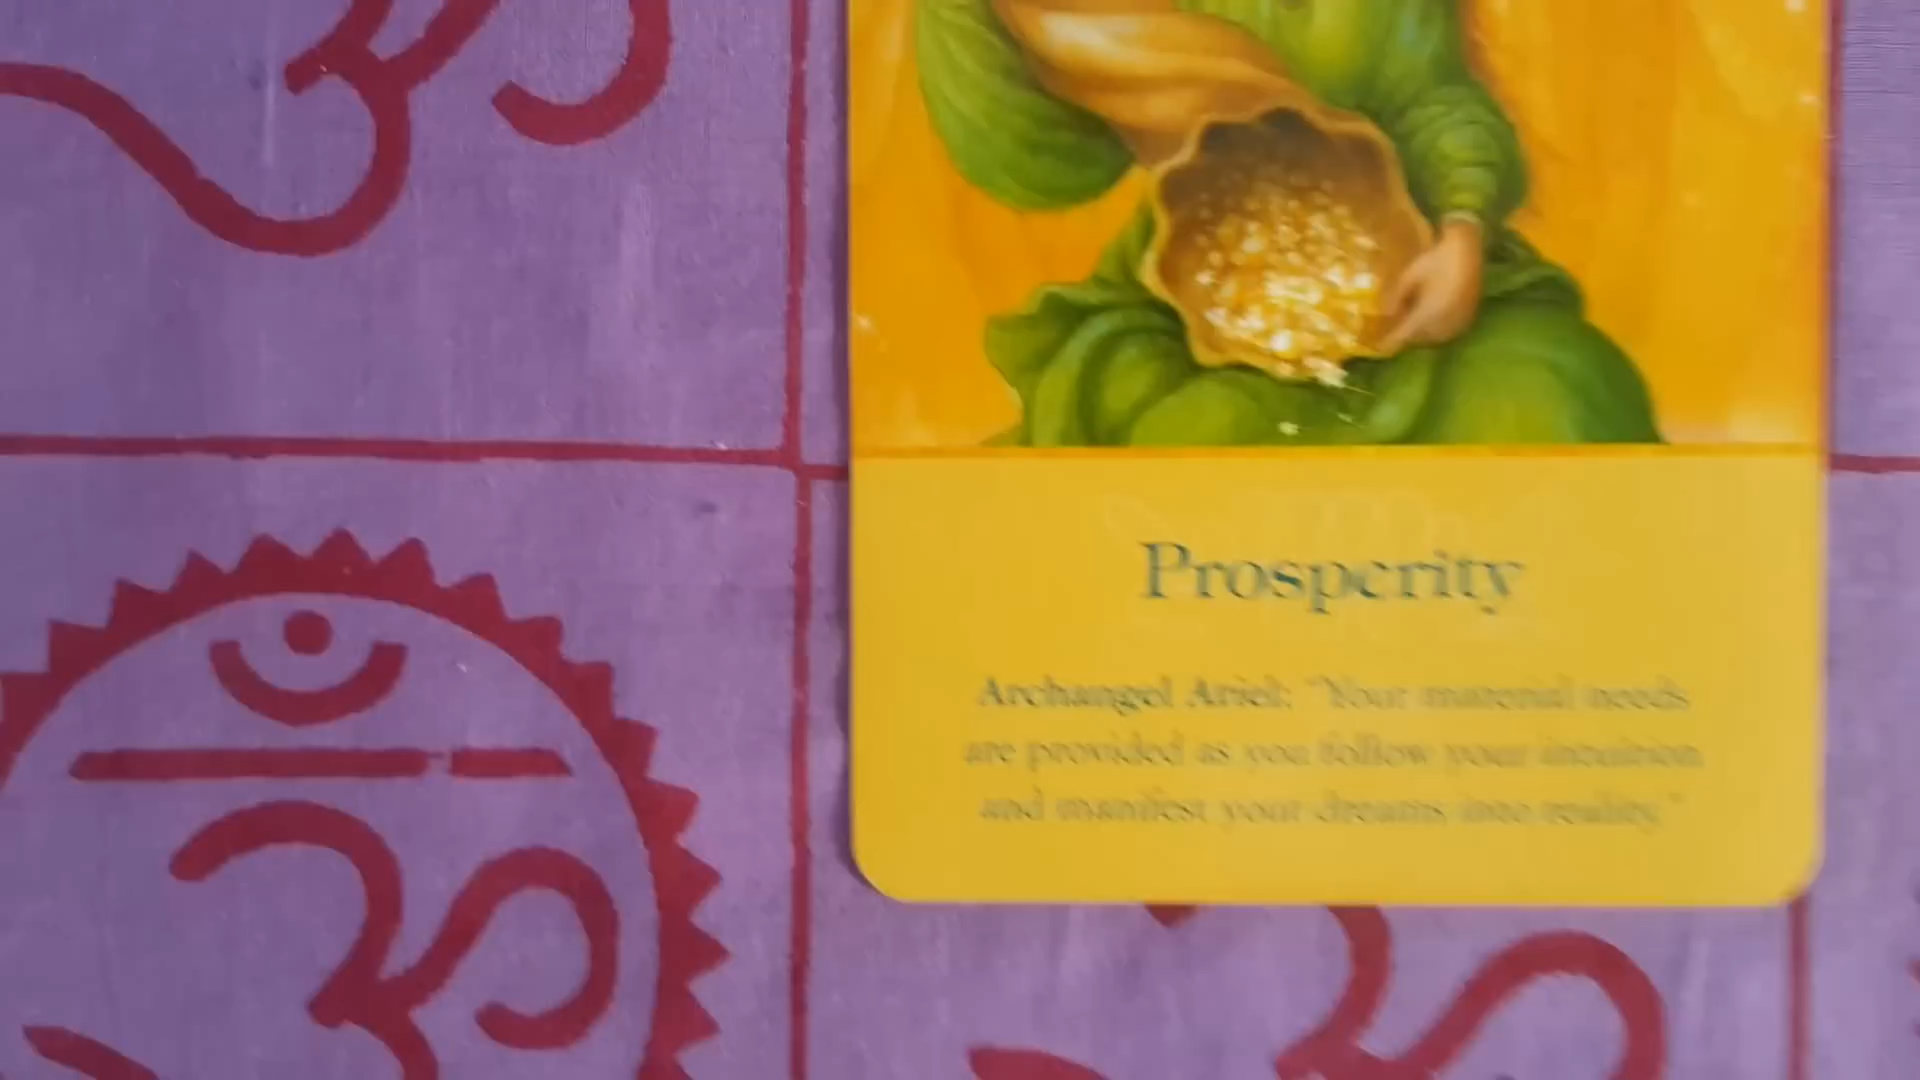 Prosperity
Archangel Ariel: "Your material needs
are provided as you follow your intuition
and manifest your dreams into reality."